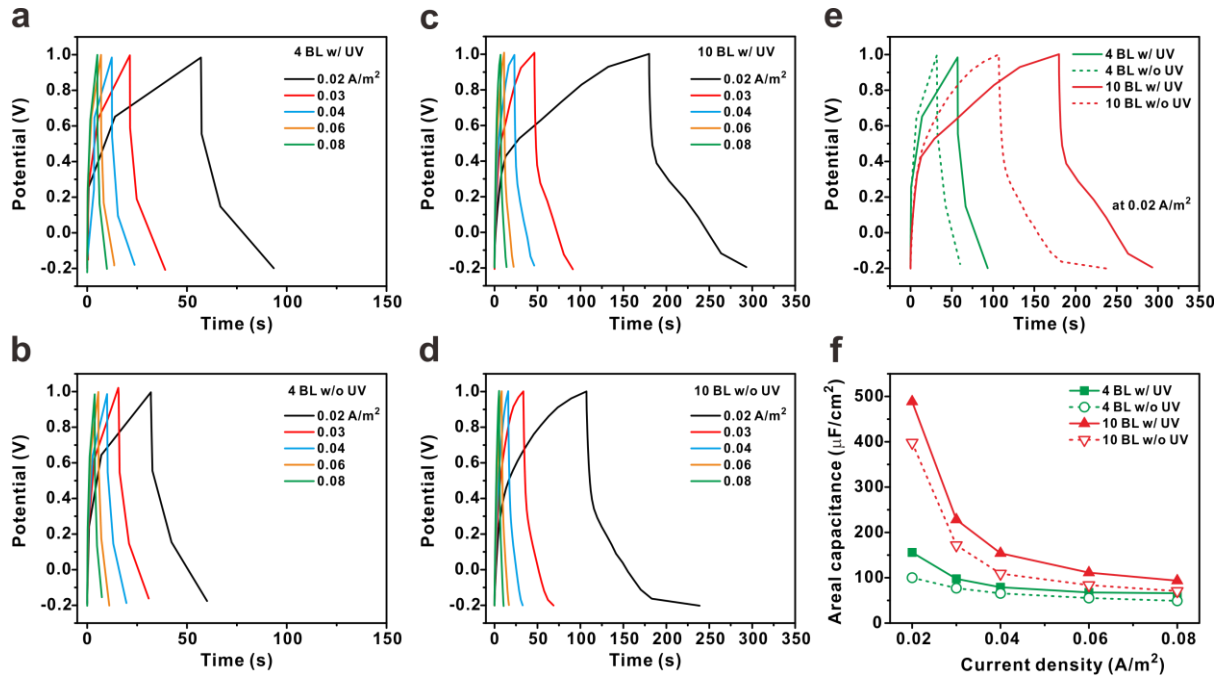 a
4 BL w/ UV
0.02 A/m²
0.03
0.04
0.06
0.08
1.0
0.8
0.6
0.4
0.2
0.0
-0.2
Potential (V)
0
50
100
150
Time (s)
c
10 BL w/ UV
0.02 A/m²
0.03
0.04
0.06
0.08
1.0
0.8
0.6
0.4
0.2
0.0
-0.2
Potential (V)
0
50
100
150
200
250
300
350
Time (s)
e
4 BL w/ UV
4 BL w/o UV
10 BL w/ UV
10 BL w/o UV
at 0.02 A/m²
1.0
0.8
0.6
0.4
0.2
0.0
-0.2
Potential (V)
0
50
100
150
200
250
300
350
Time (s)
b
4 BL w/o UV
0.02 A/m²
0.03
0.04
0.06
0.08
1.0
0.8
0.6
0.4
0.2
0.0
-0.2
Potential (V)
0
50
100
150
Time (s)
d
10 BL w/o UV
0.02 A/m²
0.03
0.04
0.06
0.08
1.0
0.8
0.6
0.4
0.2
0.0
-0.2
Potential (V)
0
50
100
150
200
250
300
350
Time (s)
f
4 BL w/ UV
4 BL w/o UV
10 BL w/ UV
10 BL w/o UV
500
400
300
200
100
0
Areal capacitance (μF/cm²)
0.02
0.04
0.06
0.08
Current density (A/m²)